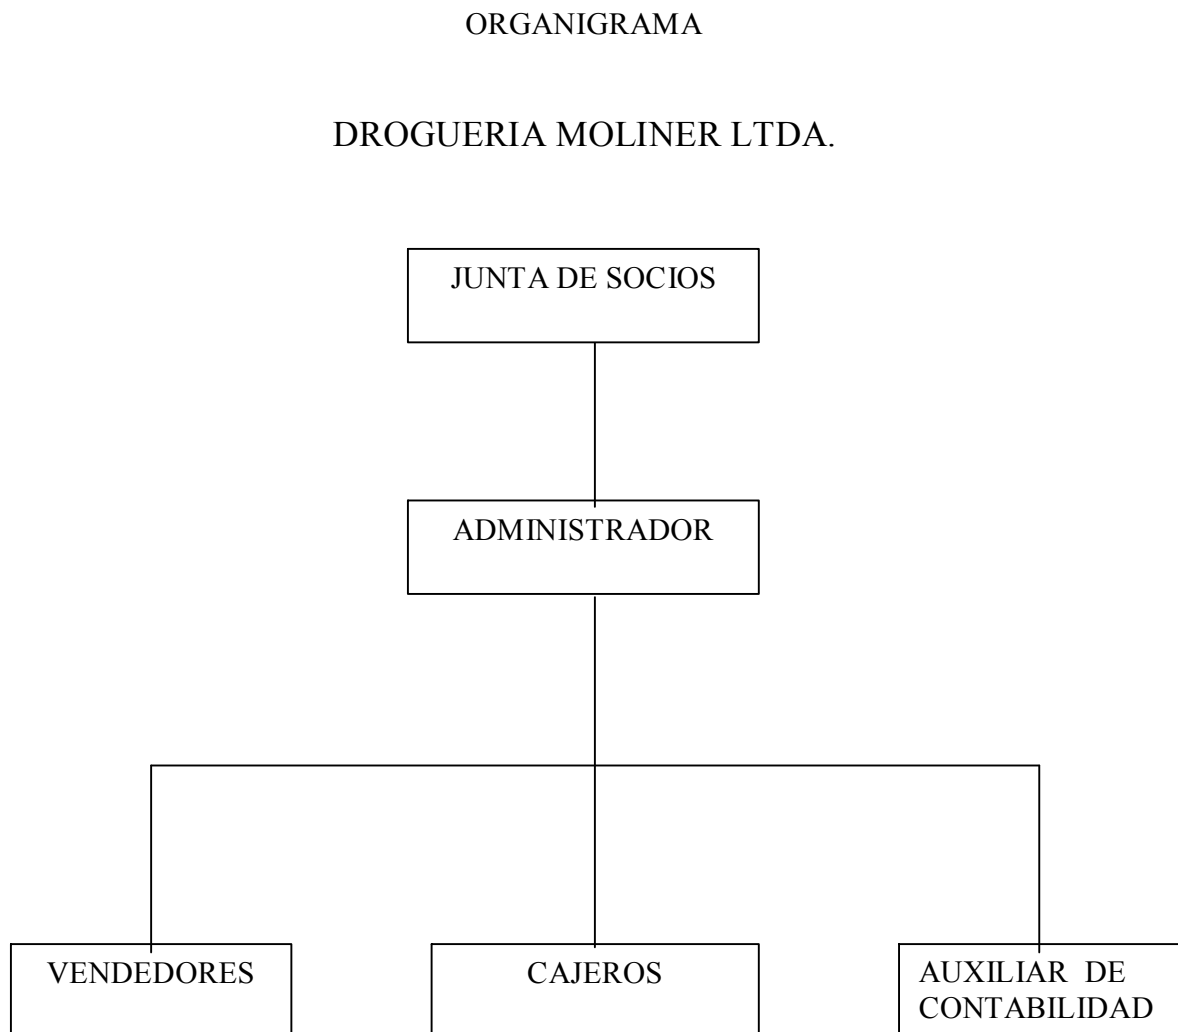 ORGANIGRAMA
DROGUERIA MOLINER LTDA.
JUNTA DE SOCIOS
ADMINISTRADOR
VENDEDORES
CAJEROS
AUXILIAR DE
CONTABILIDAD